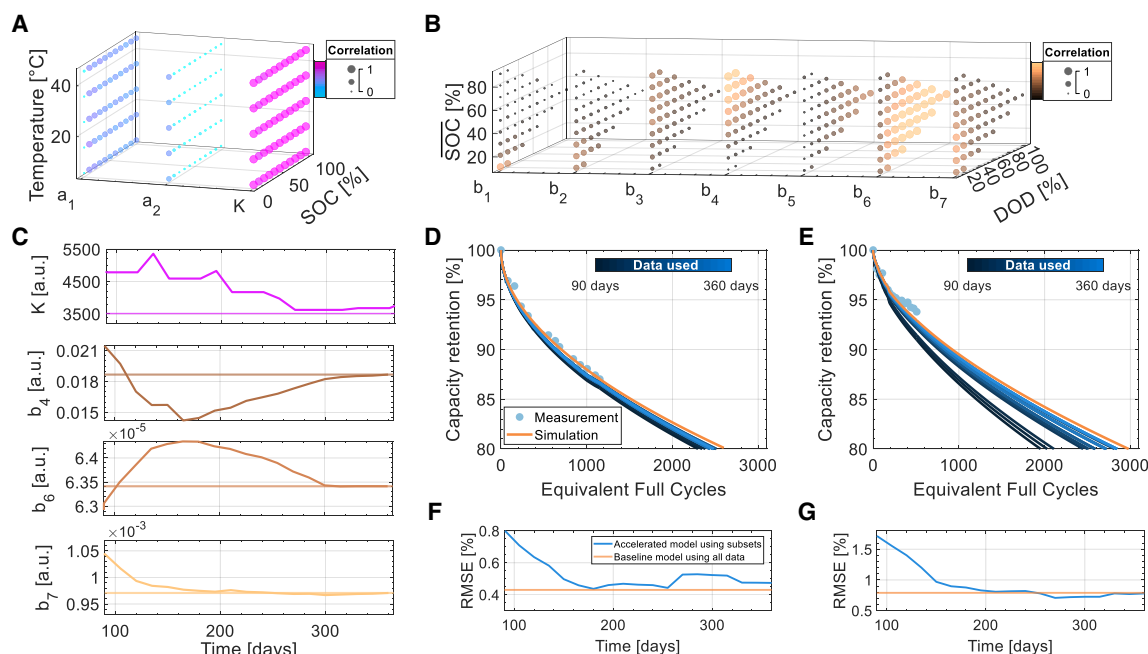 A
Temperature [°C]
40
20
a1
a2
K
0
50
100
SOC [%]
Correlation
1
0
B
SOC [%]
80
60
40
20
b1
b2
b3
b4
b5
b6
b7
20
40
60
80
100
DOD [%]
Correlation
1
0
C
K [a.u.]
5500
4500
3500
b4 [a.u.]
0.021
0.018
0.015
×10-5
b6 [a.u.]
6.4
6.35
6.3
×10-3
b7 [a.u.]
1.05
1
0.95
100
200
300
Time [days]
D
Capacity retention [%]
100
95
90
85
80
Data used
90 days
360 days
Measurement
Simulation
0
1000
2000
3000
Equivalent Full Cycles
E
Capacity retention [%]
100
95
90
85
80
Data used
90 days
360 days
0
1000
2000
3000
Equivalent Full Cycles
F
RMSE [%]
0.8
0.6
0.4
Accelerated model using subsets
Baseline model using all data
100
200
300
Time [days]
G
RMSE [%]
1.5
1
0.5
100
200
300
Time [days]